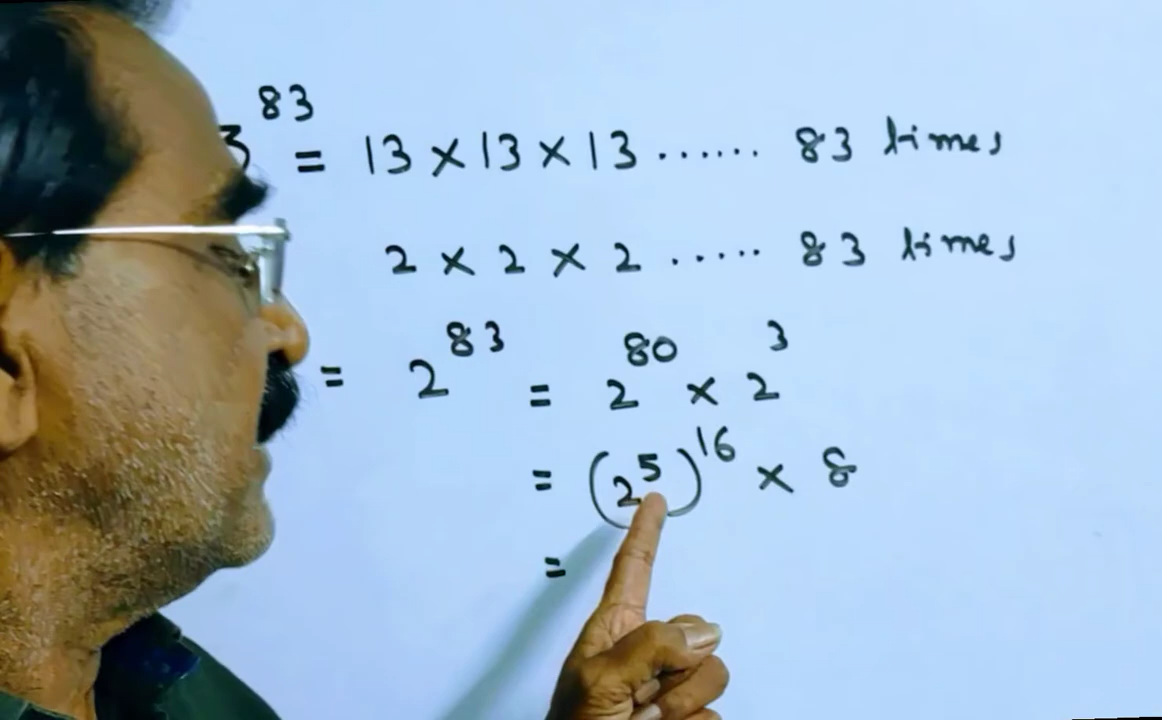 3^83 = 13 × 13 × 13 ...... 83 times
2 × 2 × 2 ..... 83 times
= 2^83 = 2^80 × 2^3
= (2^5)^16 × 8
=